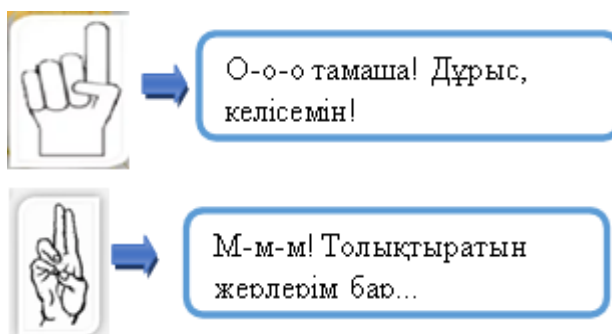 О-о-о тамаша! Дұрыс,
келісемін!
М-м-м! Толықтыратын
жерлерім бар...